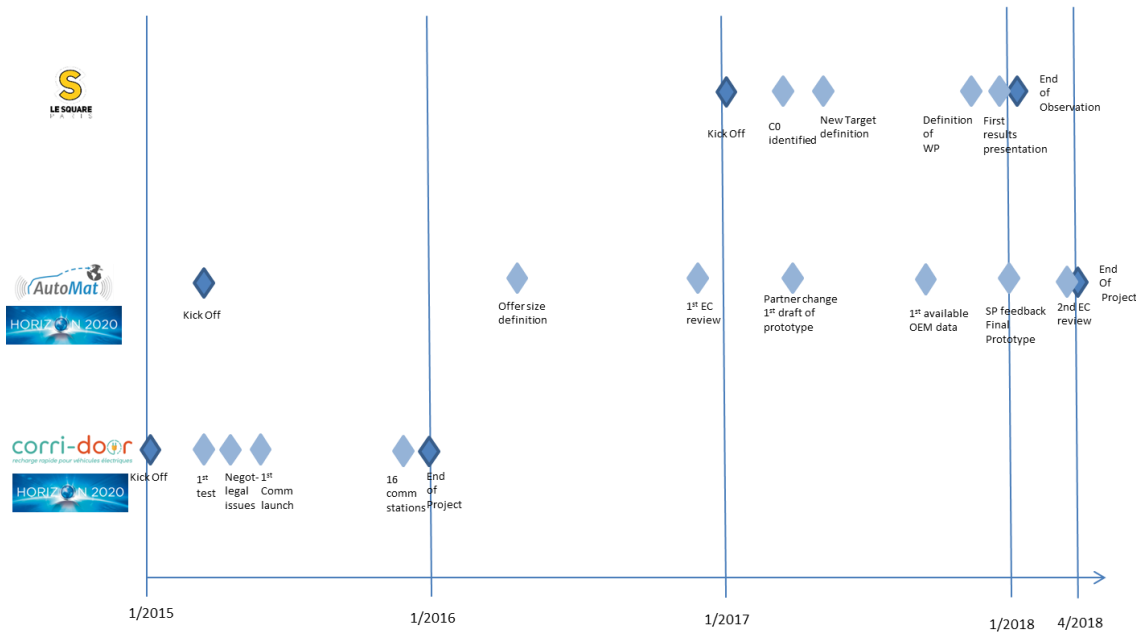 S
LE SQUARE
PARIS
Kick Off
C0
identified
New Target
definition
Definition
of
WP
First
results
presentation
End
of
Observation
AutoMat
HORIZON 2020
Kick Off
Offer size
definition
1st EC
review
Partner change
1st draft of
prototype
1st available
OEM data
SP feedback
Final
Prototype
2nd EC
review
End
Of
Project
corri-door
recharge rapide pour véhicules électriques
HORIZON 2020
Kick Off
1st
test
Negot-
legal
issues
1st
Comm
launch
16
comm
stations
End
of
Project
1/2015
1/2016
1/2017
1/2018
4/2018